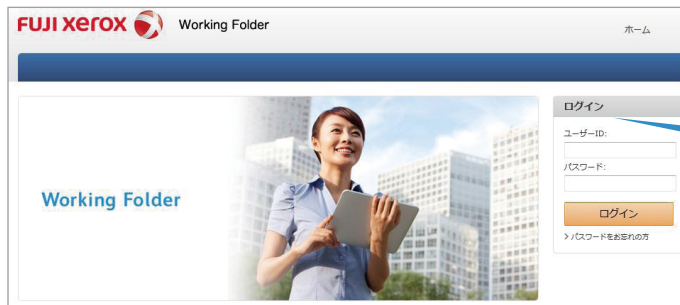 FUJI XEROX Working Folder
ホーム
ログイン
ユーザーID:
パスワード:
Working Folder
ログイン
> パスワードをお忘れの方